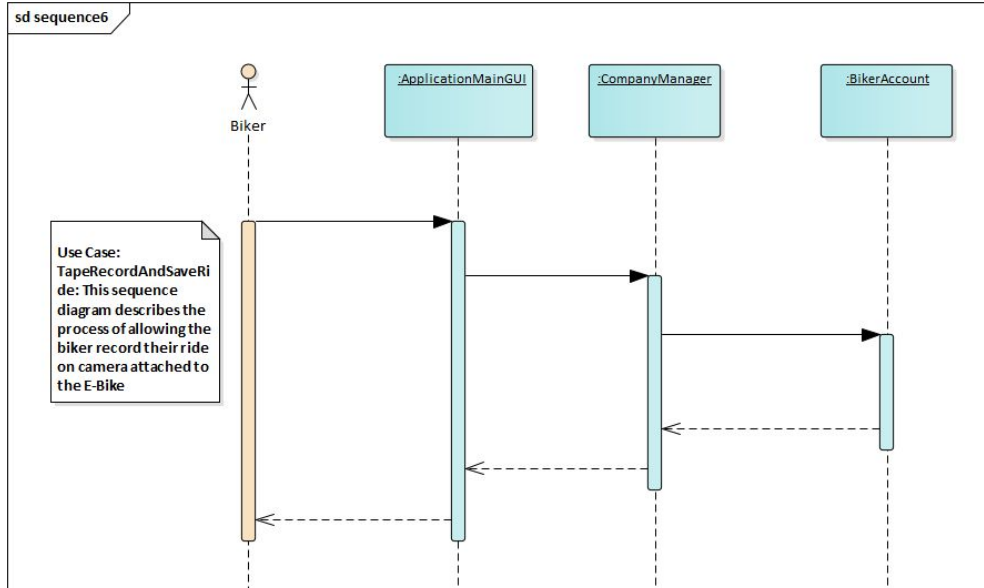 sd sequence6
:ApplicationMainGUI
:CompanyManager
:BikerAccount
Biker
Use Case:
TapeRecordAndSaveRi
de: This sequence
diagram describes the
process of allowing the
biker record their ride
on camera attached to
the E-Bike